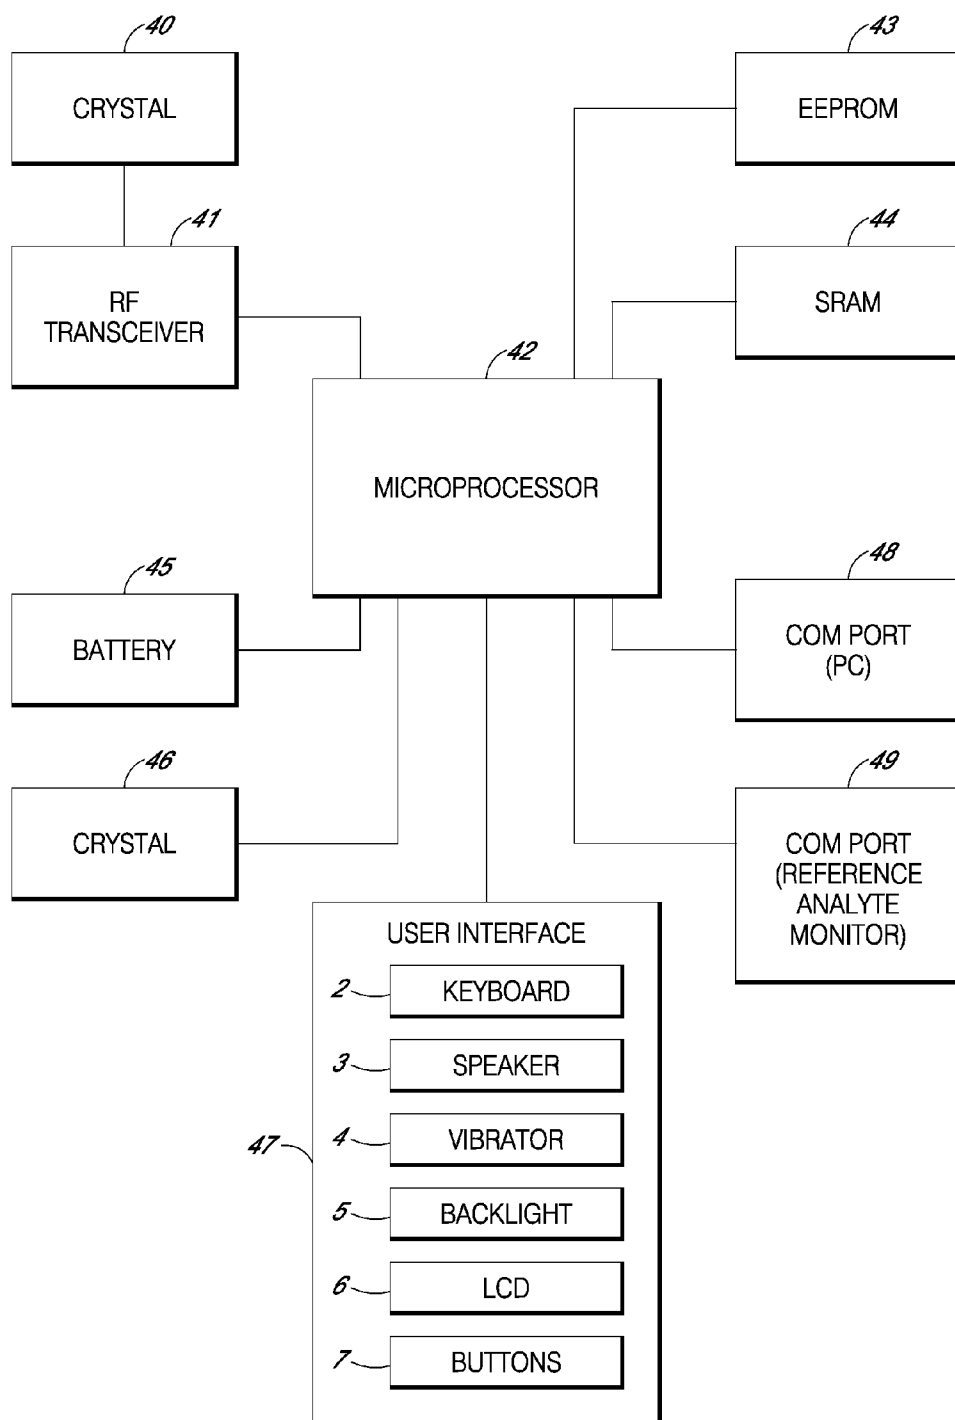 40
CRYSTAL
43
EEPROM
41
RF
TRANSCEIVER
44
SRAM
42
MICROPROCESSOR
45
BATTERY
48
COM PORT
(PC)
46
CRYSTAL
49
COM PORT
(REFERENCE
ANALYTE
MONITOR)
47
USER INTERFACE
2
KEYBOARD
3
SPEAKER
4
VIBRATOR
5
BACKLIGHT
6
LCD
7
BUTTONS